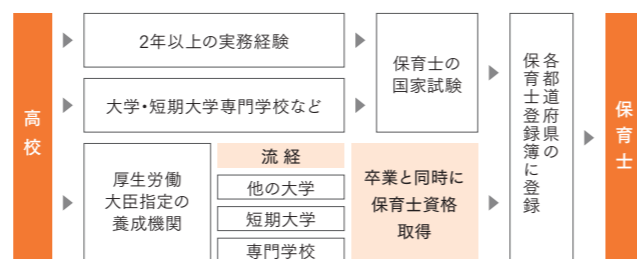 高校
2年以上の実務経験
大学・短期大学専門学校など
保育士の
国家試験
厚生労働
大臣指定の
養成機関
流経
他の大学
短期大学
専門学校
卒業と同時に
保育士資格
取得
各都道府県の
保育士登録簿に登録
保育士